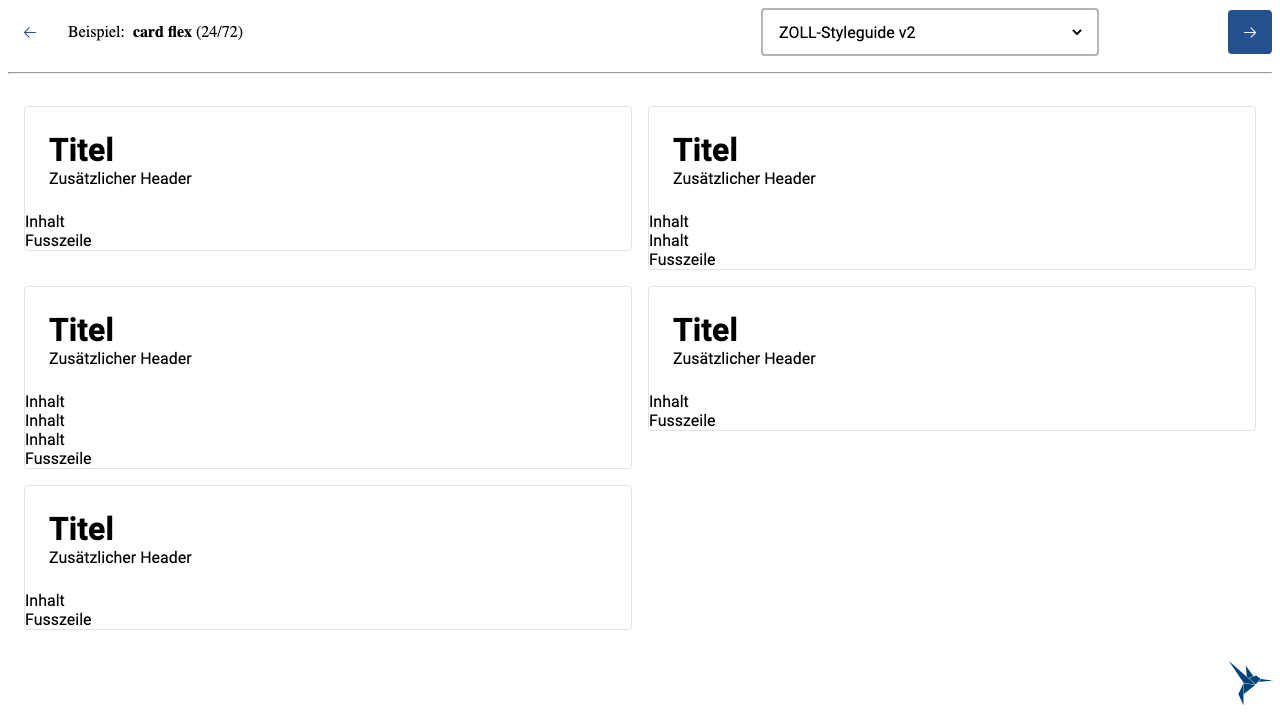 Beispiel: card flex (24/72)
ZOLL-Styleguide v2
Titel
Zusätzlicher Header
Inhalt
Fusszeile
Titel
Zusätzlicher Header
Inhalt
Inhalt
Fusszeile
Titel
Zusätzlicher Header
Inhalt
Inhalt
Inhalt
Fusszeile
Titel
Zusätzlicher Header
Inhalt
Fusszeile
Titel
Zusätzlicher Header
Inhalt
Fusszeile